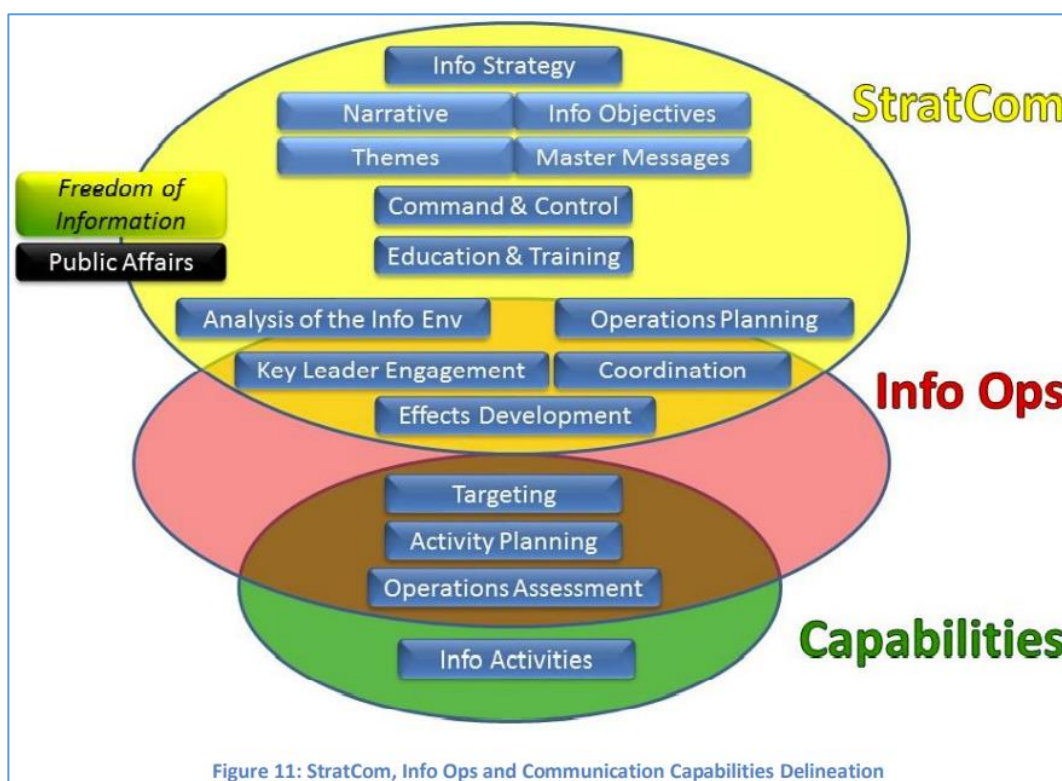 Info Strategy
StratCom
Narrative
Info Objectives
Themes
Master Messages
Freedom of
Information
Command & Control
Public Affairs
Education & Training
Analysis of the Info Env
Operations Planning
Key Leader Engagement
Coordination
Info Ops
Effects Development
Targeting
Activity Planning
Operations Assessment
Capabilities
Info Activities
Figure 11: StratCom, Info Ops and Communication Capabilities Delineation